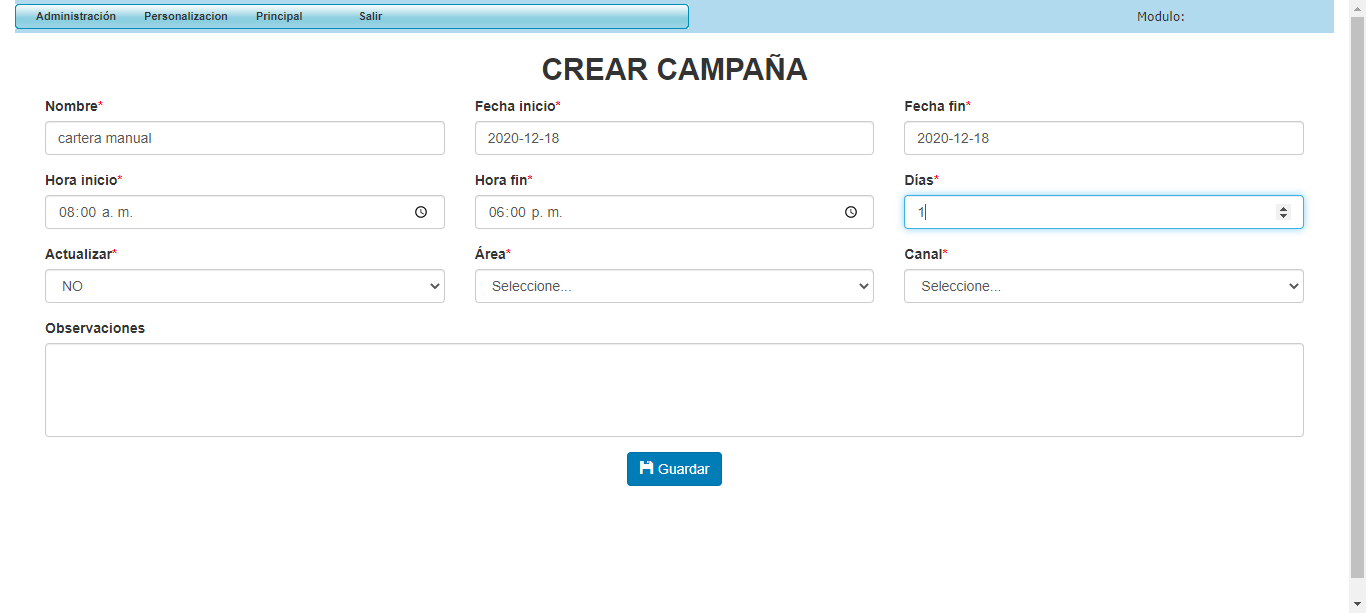 Administración Personalizacion Principal Salir Modulo:
CREAR CAMPAÑA
Nombre* Fecha inicio* Fecha fin*
cartera manual 2020-12-18 2020-12-18
Hora inicio* Hora fin* Días*
08:00 a. m. 06:00 p. m. 1
Actualizar* Área* Canal*
NO Seleccione... Seleccione...
Observaciones
Guardar